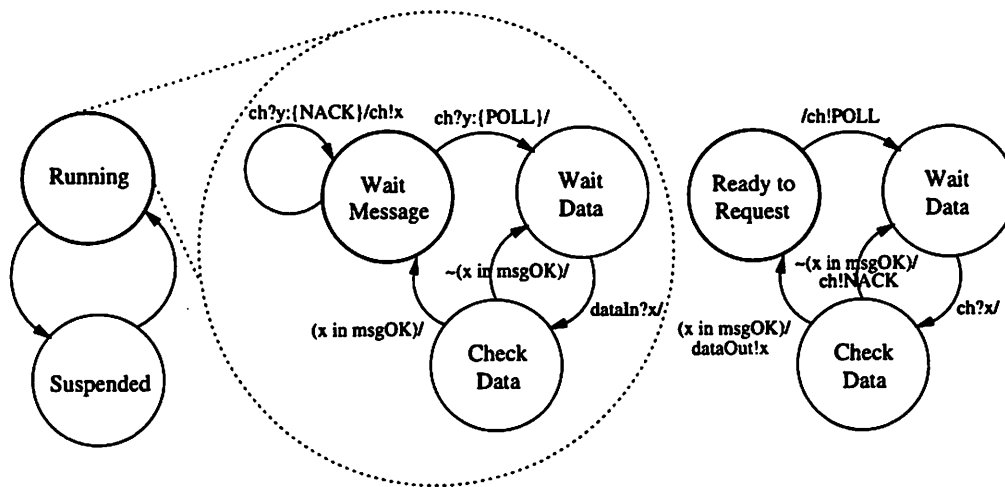 Running
Suspended
ch?y:{NACK}/ch!x
ch?y:{POLL}/
Wait
Message
Wait
Data
~(x in msgOK)/
(x in msgOK)/
dataIn?x/
Check
Data
/ch!POLL
Ready to
Request
Wait
Data
~(x in msgOK)/
ch!NACK
(x in msgOK)/
dataOut!x
ch?x/
Check
Data